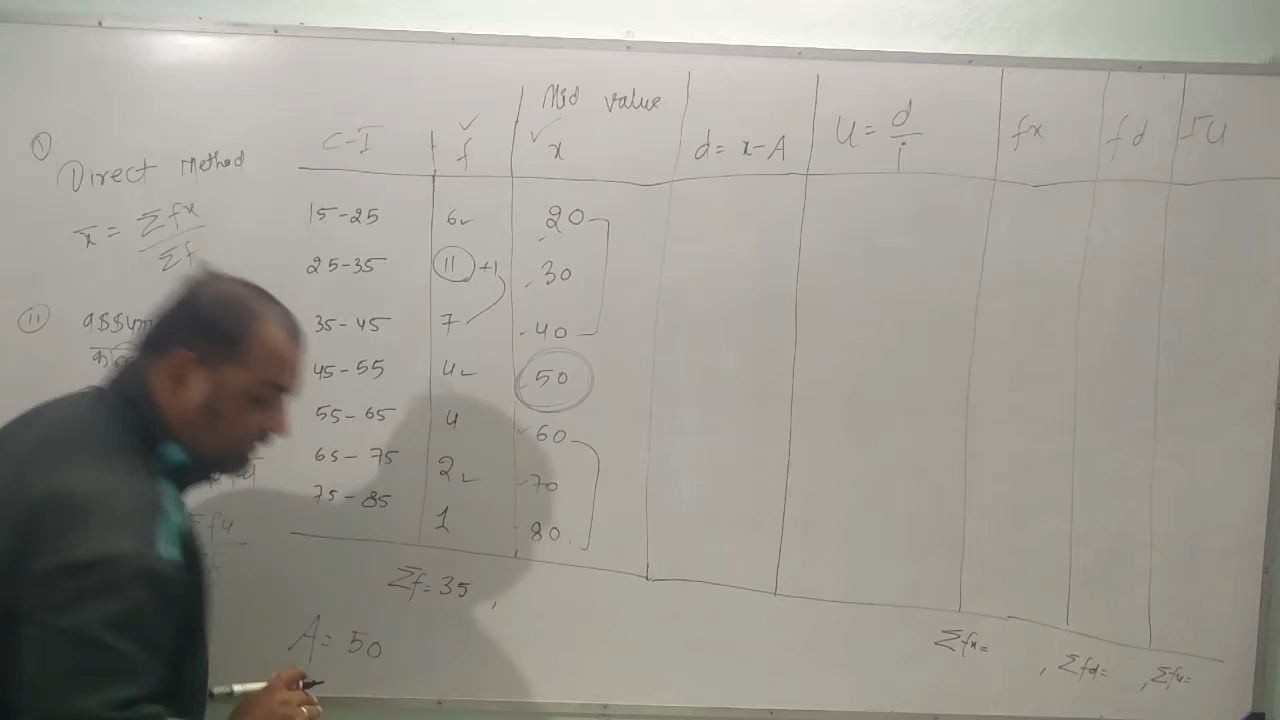 Mid value
C-I f x d = x-A U = d/i fx fd fU
(i)
Direct Method
x̄ = Σfx/Σf
15-25 6 20
25-35 11 +1 30
(ii)
35-45 7 40
45-55 4 50
55-65 4 60
65-75 2 70
75-85 1 80
Σf = 35
A = 50
Σfx=
, Σfd=
, Σfu=